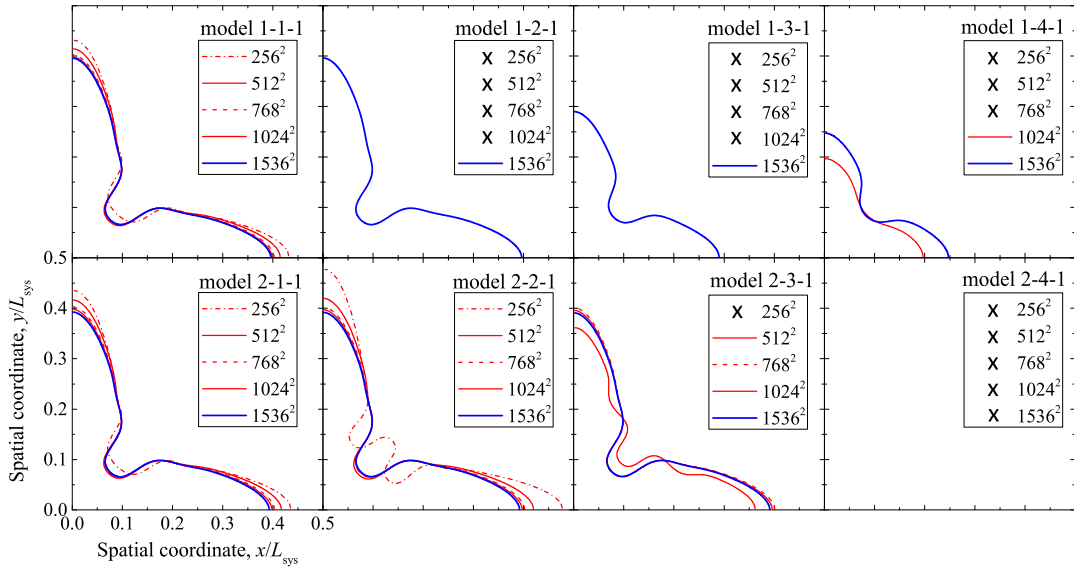 model 1-1-1
256²
512²
768²
1024²
1536²
model 1-2-1
X 256²
X 512²
X 768²
X 1024²
1536²
model 1-3-1
X 256²
X 512²
X 768²
X 1024²
1536²
model 1-4-1
X 256²
X 512²
X 768²
1024²
1536²
0.5
model 2-1-1
256²
512²
768²
1024²
1536²
model 2-2-1
256²
512²
768²
1024²
1536²
model 2-3-1
X 256²
512²
768²
1024²
1536²
model 2-4-1
X 256²
X 512²
X 768²
X 1024²
X 1536²
0.4
0.3
0.2
0.1
0.0
Spatial coordinate, y/L_sys
0.0 0.1 0.2 0.3 0.4 0.5
Spatial coordinate, x/L_sys